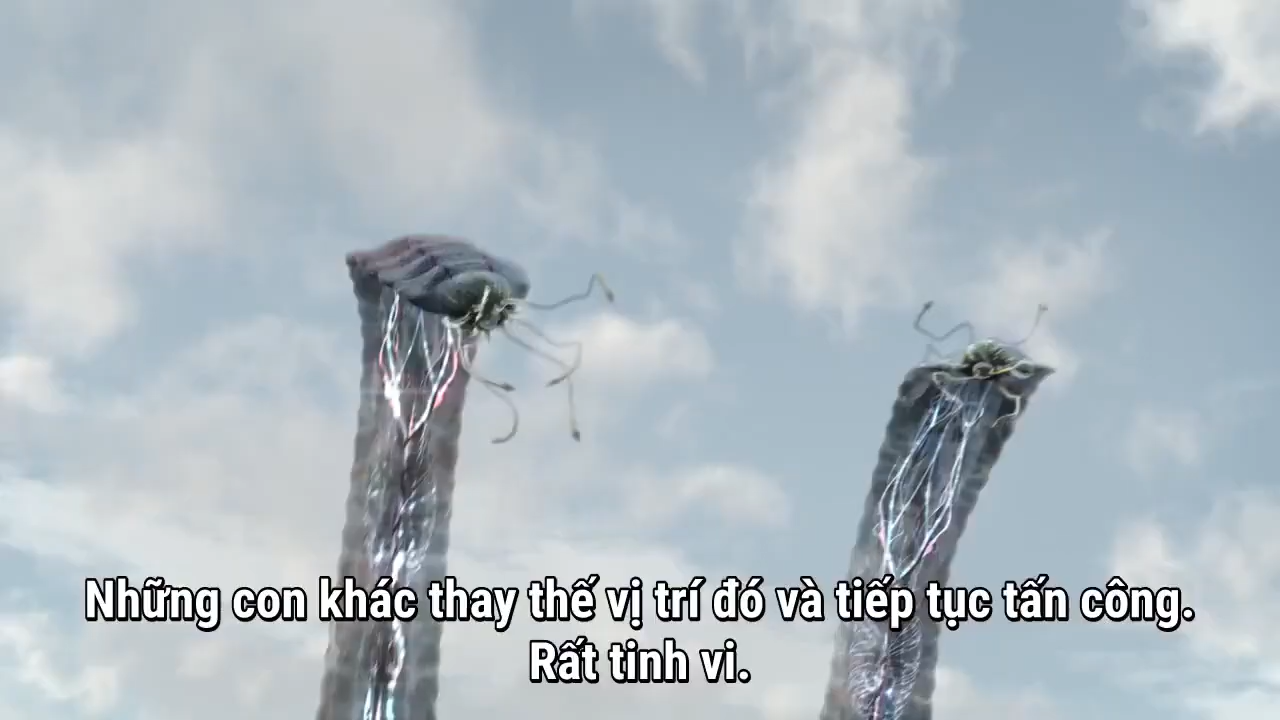 Những con khác thay thế vị trí đó và tiếp tục tấn công.
Rất tinh vi.